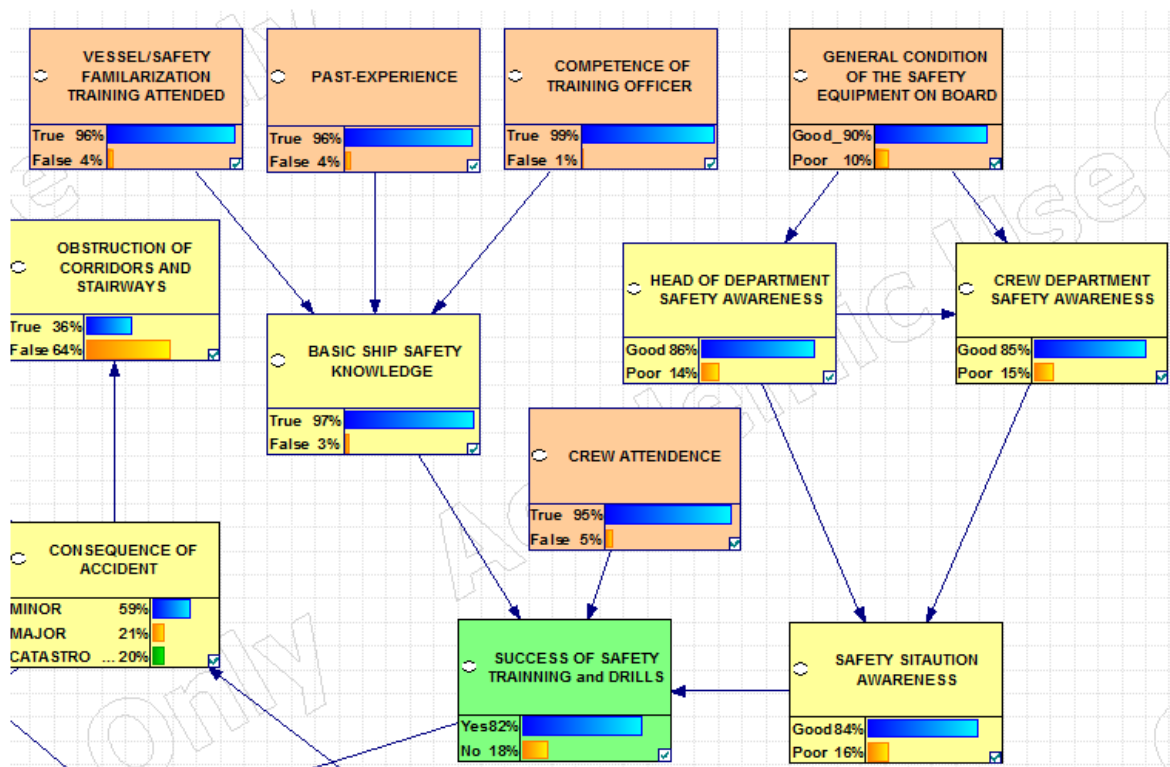 VESSEL/SAFETY
FAMILARIZATION
TRAINING ATTENDED
True 96%
False 4%
PAST-EXPERIENCE
True 96%
False 4%
COMPETENCE OF
TRAINING OFFICER
True 99%
False 1%
GENERAL CONDITION
OF THE SAFETY
EQUIPMENT ON BOARD
Good_90%
Poor 10%
OBSTRUCTION OF
CORRIDORS AND
STAIRWAYS
True 36%
False 64%
BASIC SHIP SAFETY
KNOWLEDGE
True 97%
False 3%
HEAD OF DEPARTMENT
SAFETY AWARENESS
Good 86%
Poor 14%
CREW DEPARTMENT
SAFETY AWARENESS
Good 85%
Poor 15%
CREW ATTENDENCE
True 95%
False 5%
CONSEQUENCE OF
ACCIDENT
MINOR 59%
MAJOR 21%
CATASTRO ... 20%
SUCCESS OF SAFETY
TRAINNING and DRILLS
Yes 82%
No 18%
SAFETY SITAUTION
AWARENESS
Good 84%
Poor 16%
Academic Use
Only